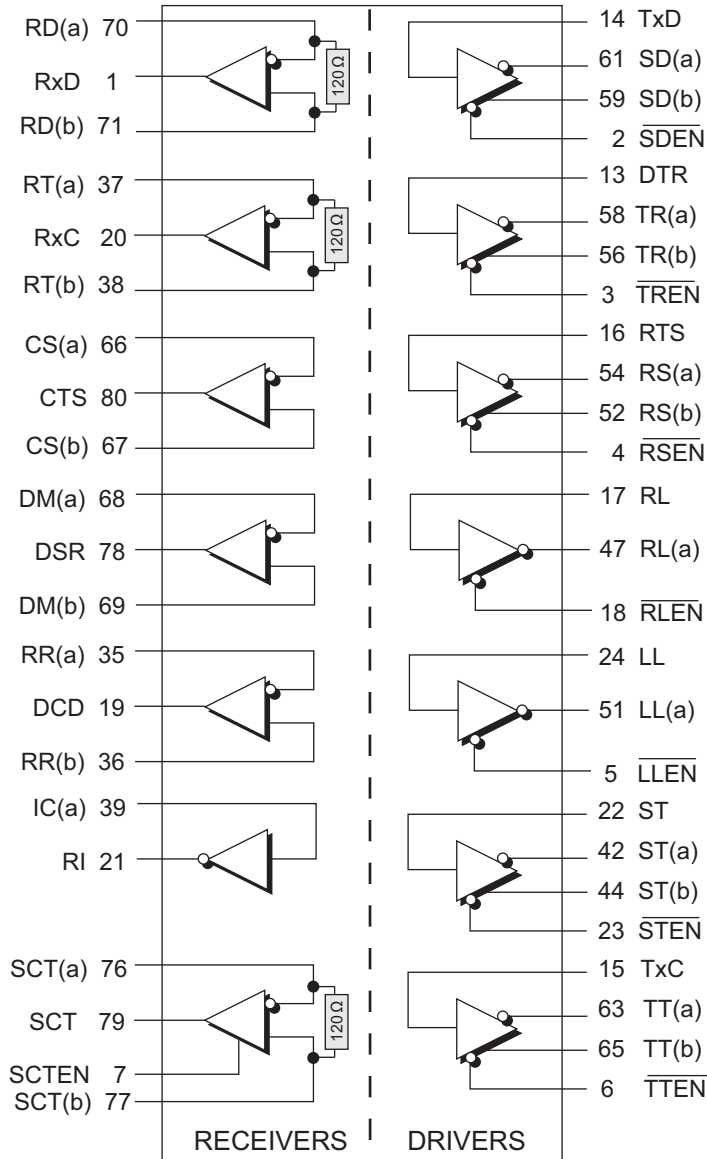 RD(a) 70
RxD 1
RD(b) 71
120 Ω
RT(a) 37
RxC 20
RT(b) 38
120 Ω
CS(a) 66
CTS 80
CS(b) 67
DM(a) 68
DSR 78
DM(b) 69
RR(a) 35
DCD 19
RR(b) 36
IC(a) 39
RI 21
SCT(a) 76
SCT 79
SCTEN 7
SCT(b) 77
120 Ω
RECEIVERS
14 TxD
61 SD(a)
59 SD(b)
2 SDEN
13 DTR
58 TR(a)
56 TR(b)
3 TREN
16 RTS
54 RS(a)
52 RS(b)
4 RSEN
17 RL
47 RL(a)
18 RLEN
24 LL
51 LL(a)
5 LLEN
22 ST
42 ST(a)
44 ST(b)
23 STEN
15 TxC
63 TT(a)
65 TT(b)
6 TTEN
DRIVERS